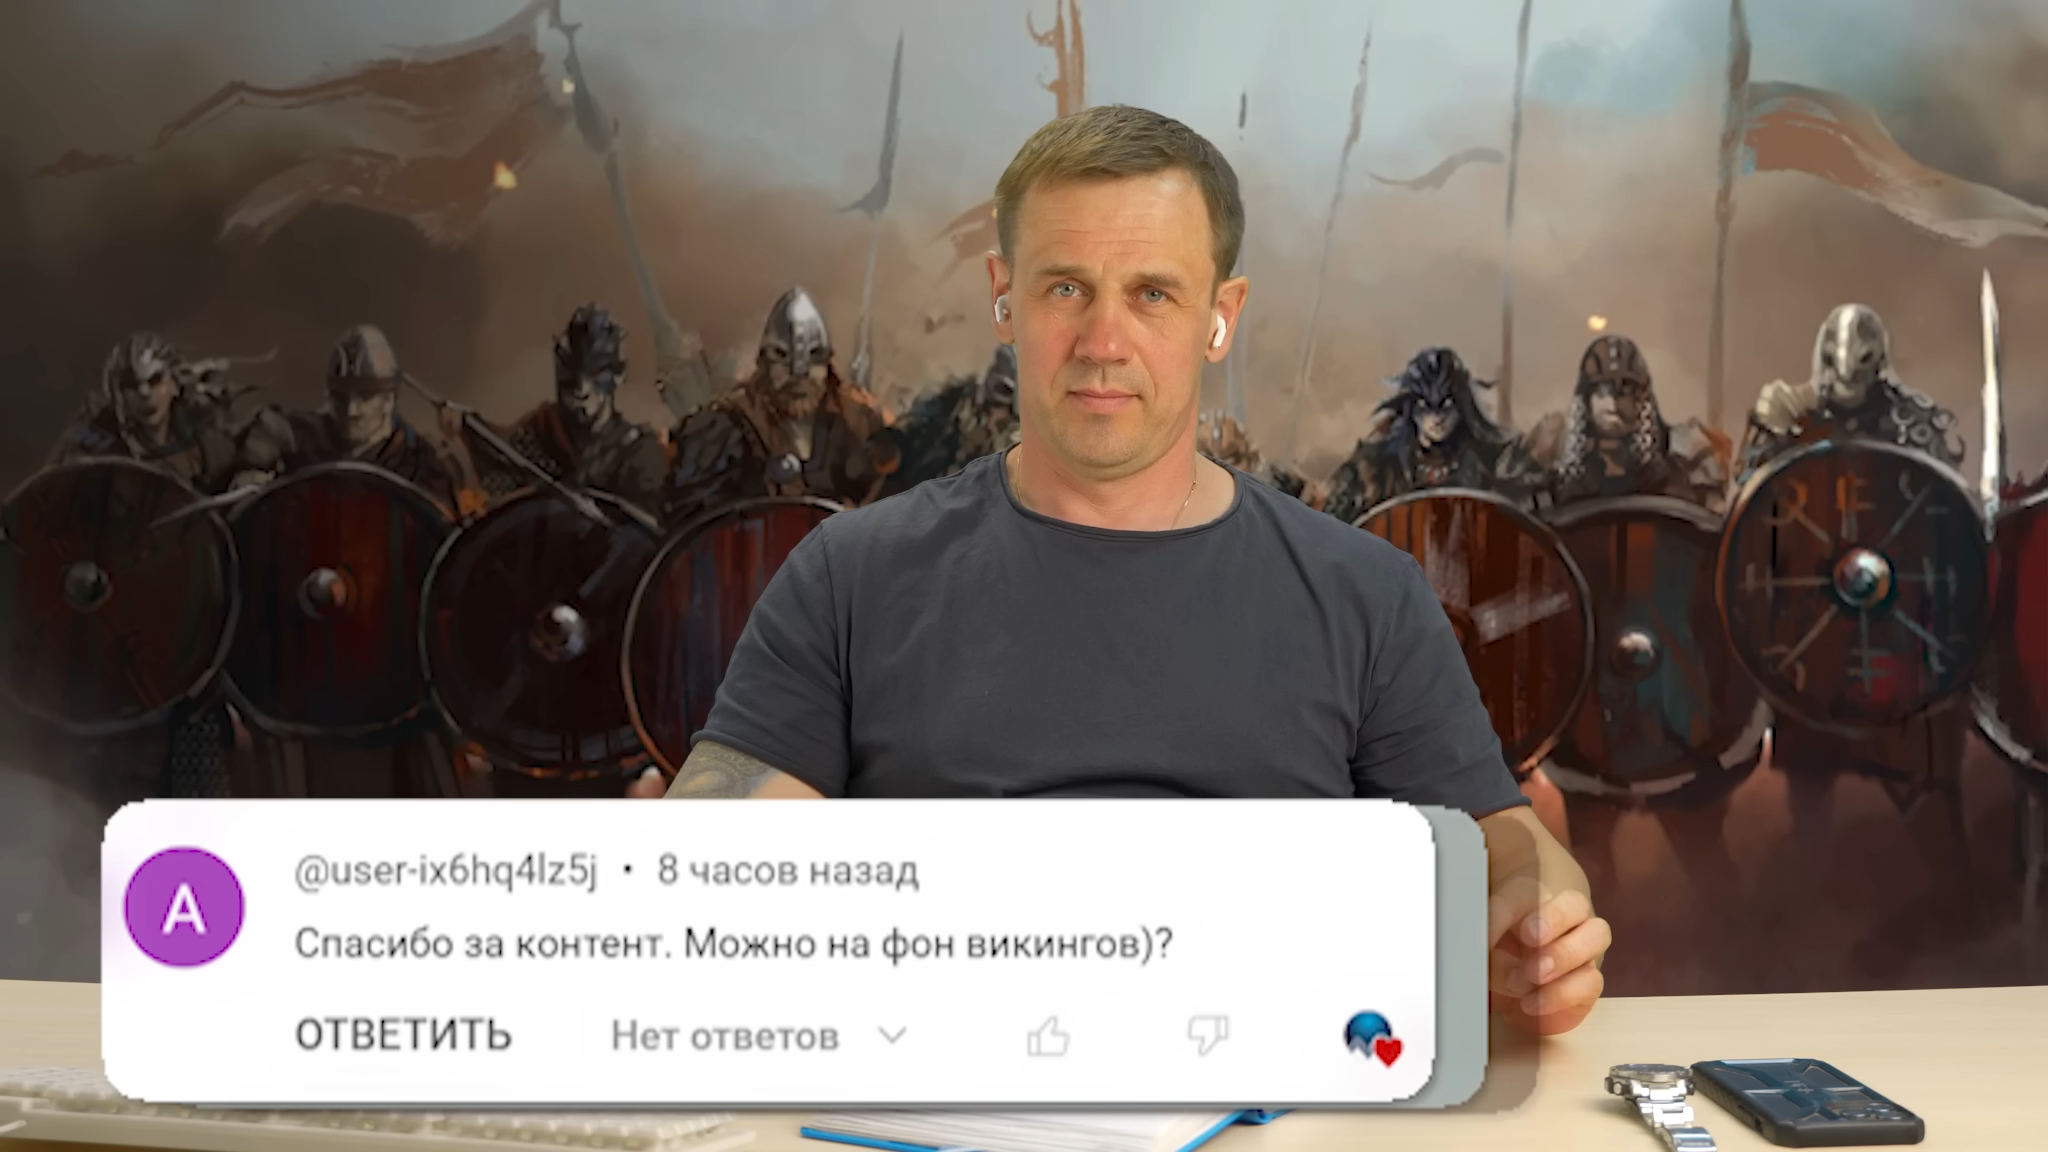 А
@user-ix6hq4lz5j • 8 часов назад
Спасибо за контент. Можно на фон викингов)?
ОТВЕТИТЬ Нет ответов